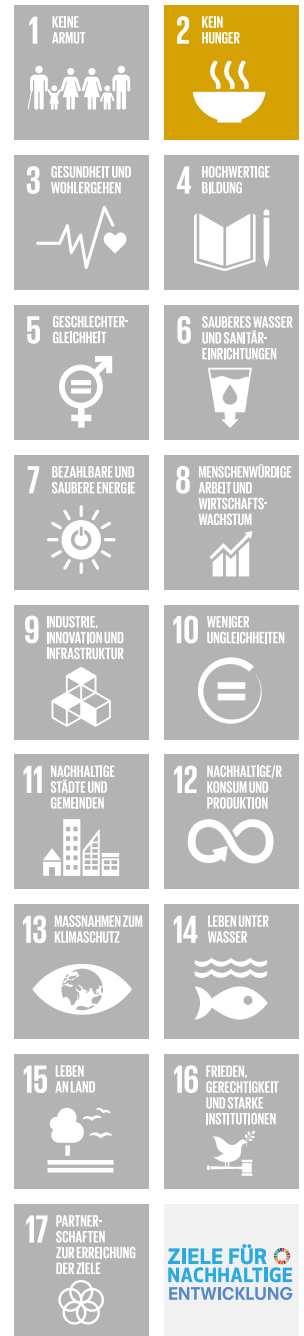 1 KEINE
ARMUT
2 KEIN
HUNGER
3 GESUNDHEIT UND
WOHLERGEHEN
4 HOCHWERTIGE
BILDUNG
5 GESCHLECHTER-
GLEICHHEIT
6 SAUBERES WASSER
UND SANITÄR-
EINRICHTUNGEN
7 BEZAHLBARE UND
SAUBERE ENERGIE
8 MENSCHENWÜRDIGE
ARBEIT UND
WIRTSCHAFTS-
WACHSTUM
9 INDUSTRIE,
INNOVATION UND
INFRASTRUKTUR
10 WENIGER
UNGLEICHHEITEN
11 NACHHALTIGE
STÄDTE UND
GEMEINDEN
12 NACHHALTIGE/R
KONSUM UND
PRODUKTION
13 MASSNAHMEN ZUM
KLIMASCHUTZ
14 LEBEN UNTER
WASSER
15 LEBEN
AN LAND
16 FRIEDEN,
GERECHTIGKEIT
UND STARKE
INSTITUTIONEN
17 PARTNER-
SCHAFTEN
ZUR ERREICHUNG
DER ZIELE
ZIELE FÜR
NACHHALTIGE
ENTWICKLUNG